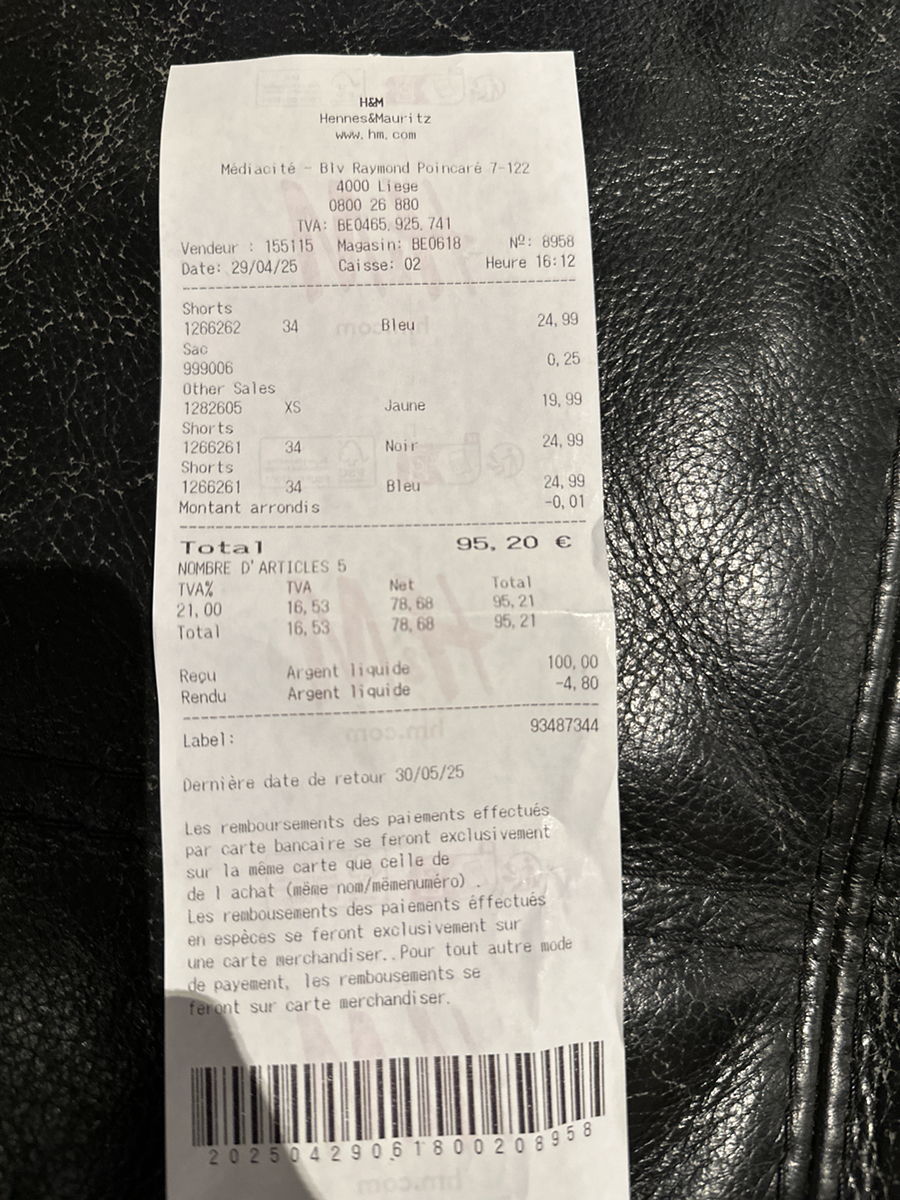 H&M
Hennes&Mauritz
www.hm.com
Médiacité - Blv Raymond Poincaré 7-122
4000 Liege
0800 26 880
TVA: BE0465.925.741
Vendeur : 155115 Magasin: BE0618 Nº: 8958
Date: 29/04/25 Caisse: 02 Heure 16:12
Shorts
1266262 34 Bleu 24,99
Sac
999006 0,25
Other Sales
1282605 XS Jaune 19,99
Shorts
1266261 34 Noir 24,99
Shorts
1266261 34 Bleu 24,99
Montant arrondis -0,01
Total 95,20 €
NOMBRE D'ARTICLES 5
TVA% TVA Net Total
21,00 16,53 78,68 95,21
Total 16,53 78,68 95,21
Reçu Argent liquide 100,00
Rendu Argent liquide -4,80
Label: 93487344
Dernière date de retour 30/05/25
Les remboursements des paiements effectués
par carte bancaire se feront exclusivement
sur la même carte que celle de
de l achat (même nom/mêmenuméro) .
Les rembousements des paiements éffectués
en espèces se feront exclusivement sur
une carte merchandiser..Pour tout autre mode
de payement, les rembousements se
feront sur carte merchandiser.
20250429061800208958